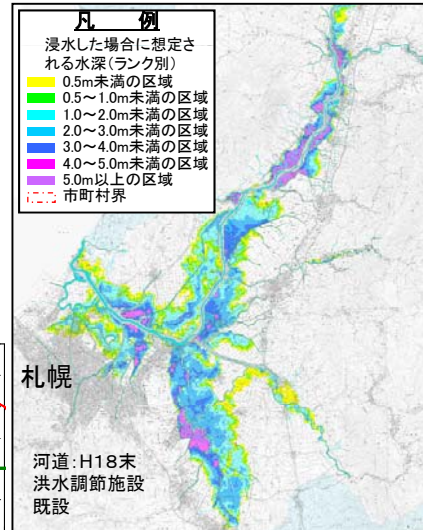 凡 例
浸水した場合に想定さ
れる水深(ランク別)
0.5m未満の区域
0.5～1.0m未満の区域
1.0～2.0m未満の区域
2.0～3.0m未満の区域
3.0～4.0m未満の区域
4.0～5.0m未満の区域
5.0m以上の区域
市町村界
札幌
河道:H18末
洪水調節施設
既設